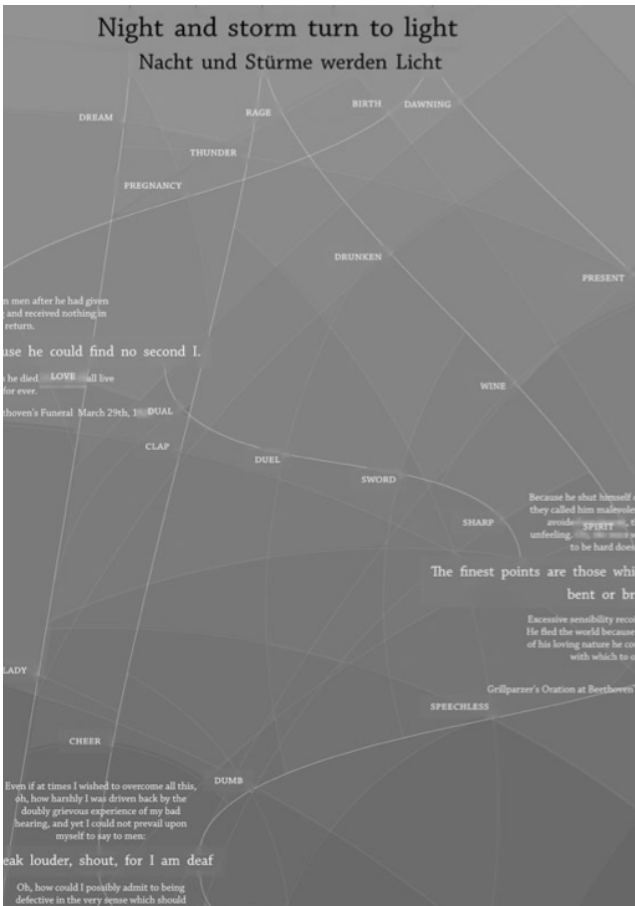 Night and storm turn to light
Nacht und Stürme werden Licht
BIRTH
DAWNING
RAGE
DREAM
THUNDER
PREGNANCY
DRUNKEN
PRESENT
n men after he had given
and received nothing in
return.
use he could find no second I.
he died
LOVE
all live
for ever.
WINE
thoven's Funeral March 29th, 1
DUAL
CLAP
DUEL
SWORD
Because he shut himself
they called him malevole
avoide
SPIRIT
unfeeling.
to be hard does
SHARP
The finest points are those whi
bent or br
Excessive sensibility recoi
He fled the world because
of his loving nature he co
with which to o
LADY
Grillparzer's Oration at Beethoven'
SPEECHLESS
CHEER
DUMB
Even if at times I wished to overcome all this,
oh, how harshly I was driven back by the
doubly grievous experience of my bad
hearing, and yet I could not prevail upon
myself to say to men:
eak louder, shout, for I am deaf
Oh, how could I possibly admit to being
defective in the very sense which should